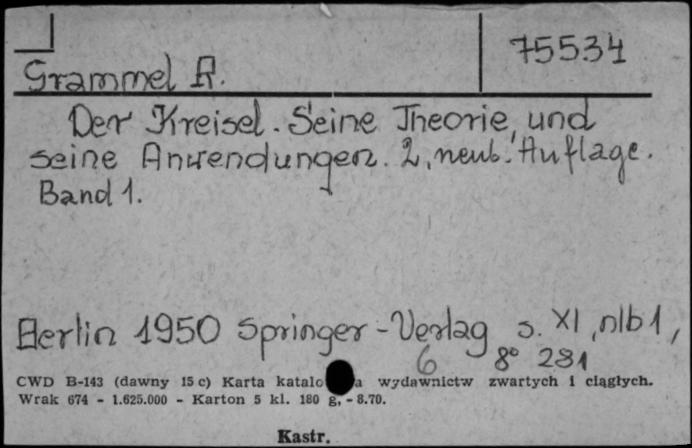 75534
Grammel R.
Der Kreisel. Seine Theorie, und
seine Anwendungen. 2, neub. Auflage.
Band 1.
Berlin 1950 Springer-Verlag s. XI, nlb 1,
6 8° 281
CWD B-143 (dawny 15 c) Karta katalo a wydawnictw zwartych i ciągłych.
Wrak 674 - 1.625.000 - Karton 5 kl. 180 g. - 8.70.
Kastr.